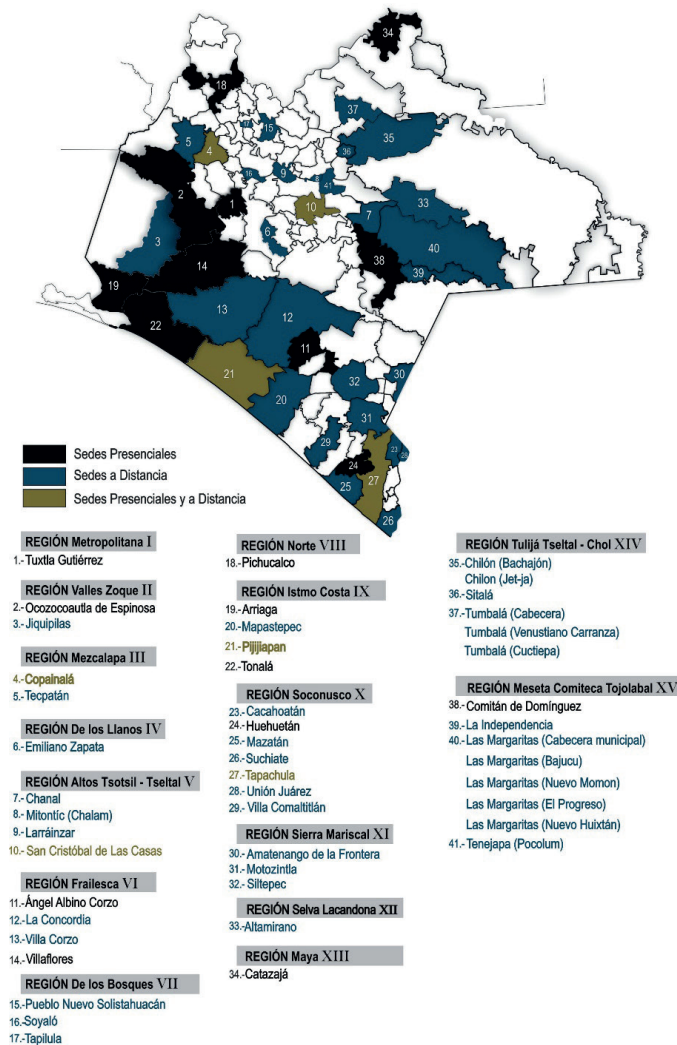 34
18
37
17
15
35
5
4
36
16
9
41
33
2
1
10
7
6
40
3
38
14
39
19
13
12
22
11
21
30
32
20
31
29
23
28
24
27
25
26
Sedes Presenciales
Sedes a Distancia
Sedes Presenciales y a Distancia
REGIÓN Metropolitana I
1.-Tuxtla Gutiérrez
REGIÓN Valles Zoque II
2.-Ocozocoautla de Espinosa
3.-Jiquipilas
REGIÓN Mezcalapa III
4.-Copainalá
5.-Tecpatán
REGIÓN De los Llanos IV
6.-Emiliano Zapata
REGIÓN Altos Tsotsil - Tseltal V
7.-Chanal
8.-Mitontíc (Chalam)
9.-Larráinzar
10.-San Cristóbal de Las Casas
REGIÓN Frailesca VI
11.-Ángel Albino Corzo
12.-La Concordia
13.-Villa Corzo
14.-Villaflores
REGIÓN De los Bosques VII
15.-Pueblo Nuevo Solistahuacán
16.-Soyaló
17.-Tapilula
REGIÓN Norte VIII
18.-Pichucalco
REGIÓN Istmo Costa IX
19.-Arriaga
20.-Mapastepec
21.-Pijijiapan
22.-Tonalá
REGIÓN Soconusco X
23.-Cacahoatán
24.-Huehuetán
25.-Mazatán
26.-Suchiate
27.-Tapachula
28.-Unión Juárez
29.-Villa Comaltitlán
REGIÓN Sierra Mariscal XI
30.-Amatenango de la Frontera
31.-Motozintla
32.-Siltepec
REGIÓN Selva Lacandona XII
33.-Altamirano
REGIÓN Maya XIII
34.-Catazajá
REGIÓN Tulijá Tseltal - Chol XIV
35.-Chilón (Bachajón)
Chilon (Jet-ja)
36.-Sitalá
37.-Tumbalá (Cabecera)
Tumbalá (Venustiano Carranza)
Tumbalá (Cuctiepa)
REGIÓN Meseta Comiteca Tojolabal XV
38.-Comitán de Domínguez
39.-La Independencia
40.-Las Margaritas (Cabecera municipal)
Las Margaritas (Bajucu)
Las Margaritas (Nuevo Momon)
Las Margaritas (El Progreso)
Las Margaritas (Nuevo Huixtán)
41.-Tenejapa (Pocolum)